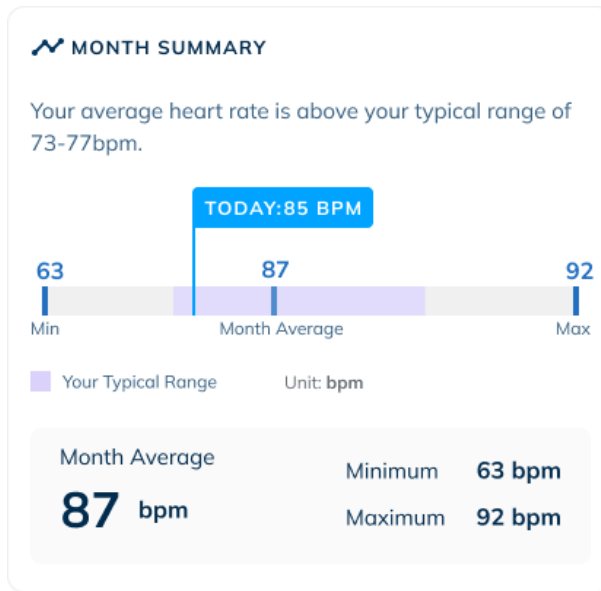 MONTH SUMMARY
Your average heart rate is above your typical range of
73-77bpm.
TODAY:85 BPM
63
87
92
Min
Month Average
Max
Your Typical Range
Unit: bpm
Month Average
87 bpm
Minimum 63 bpm
Maximum 92 bpm